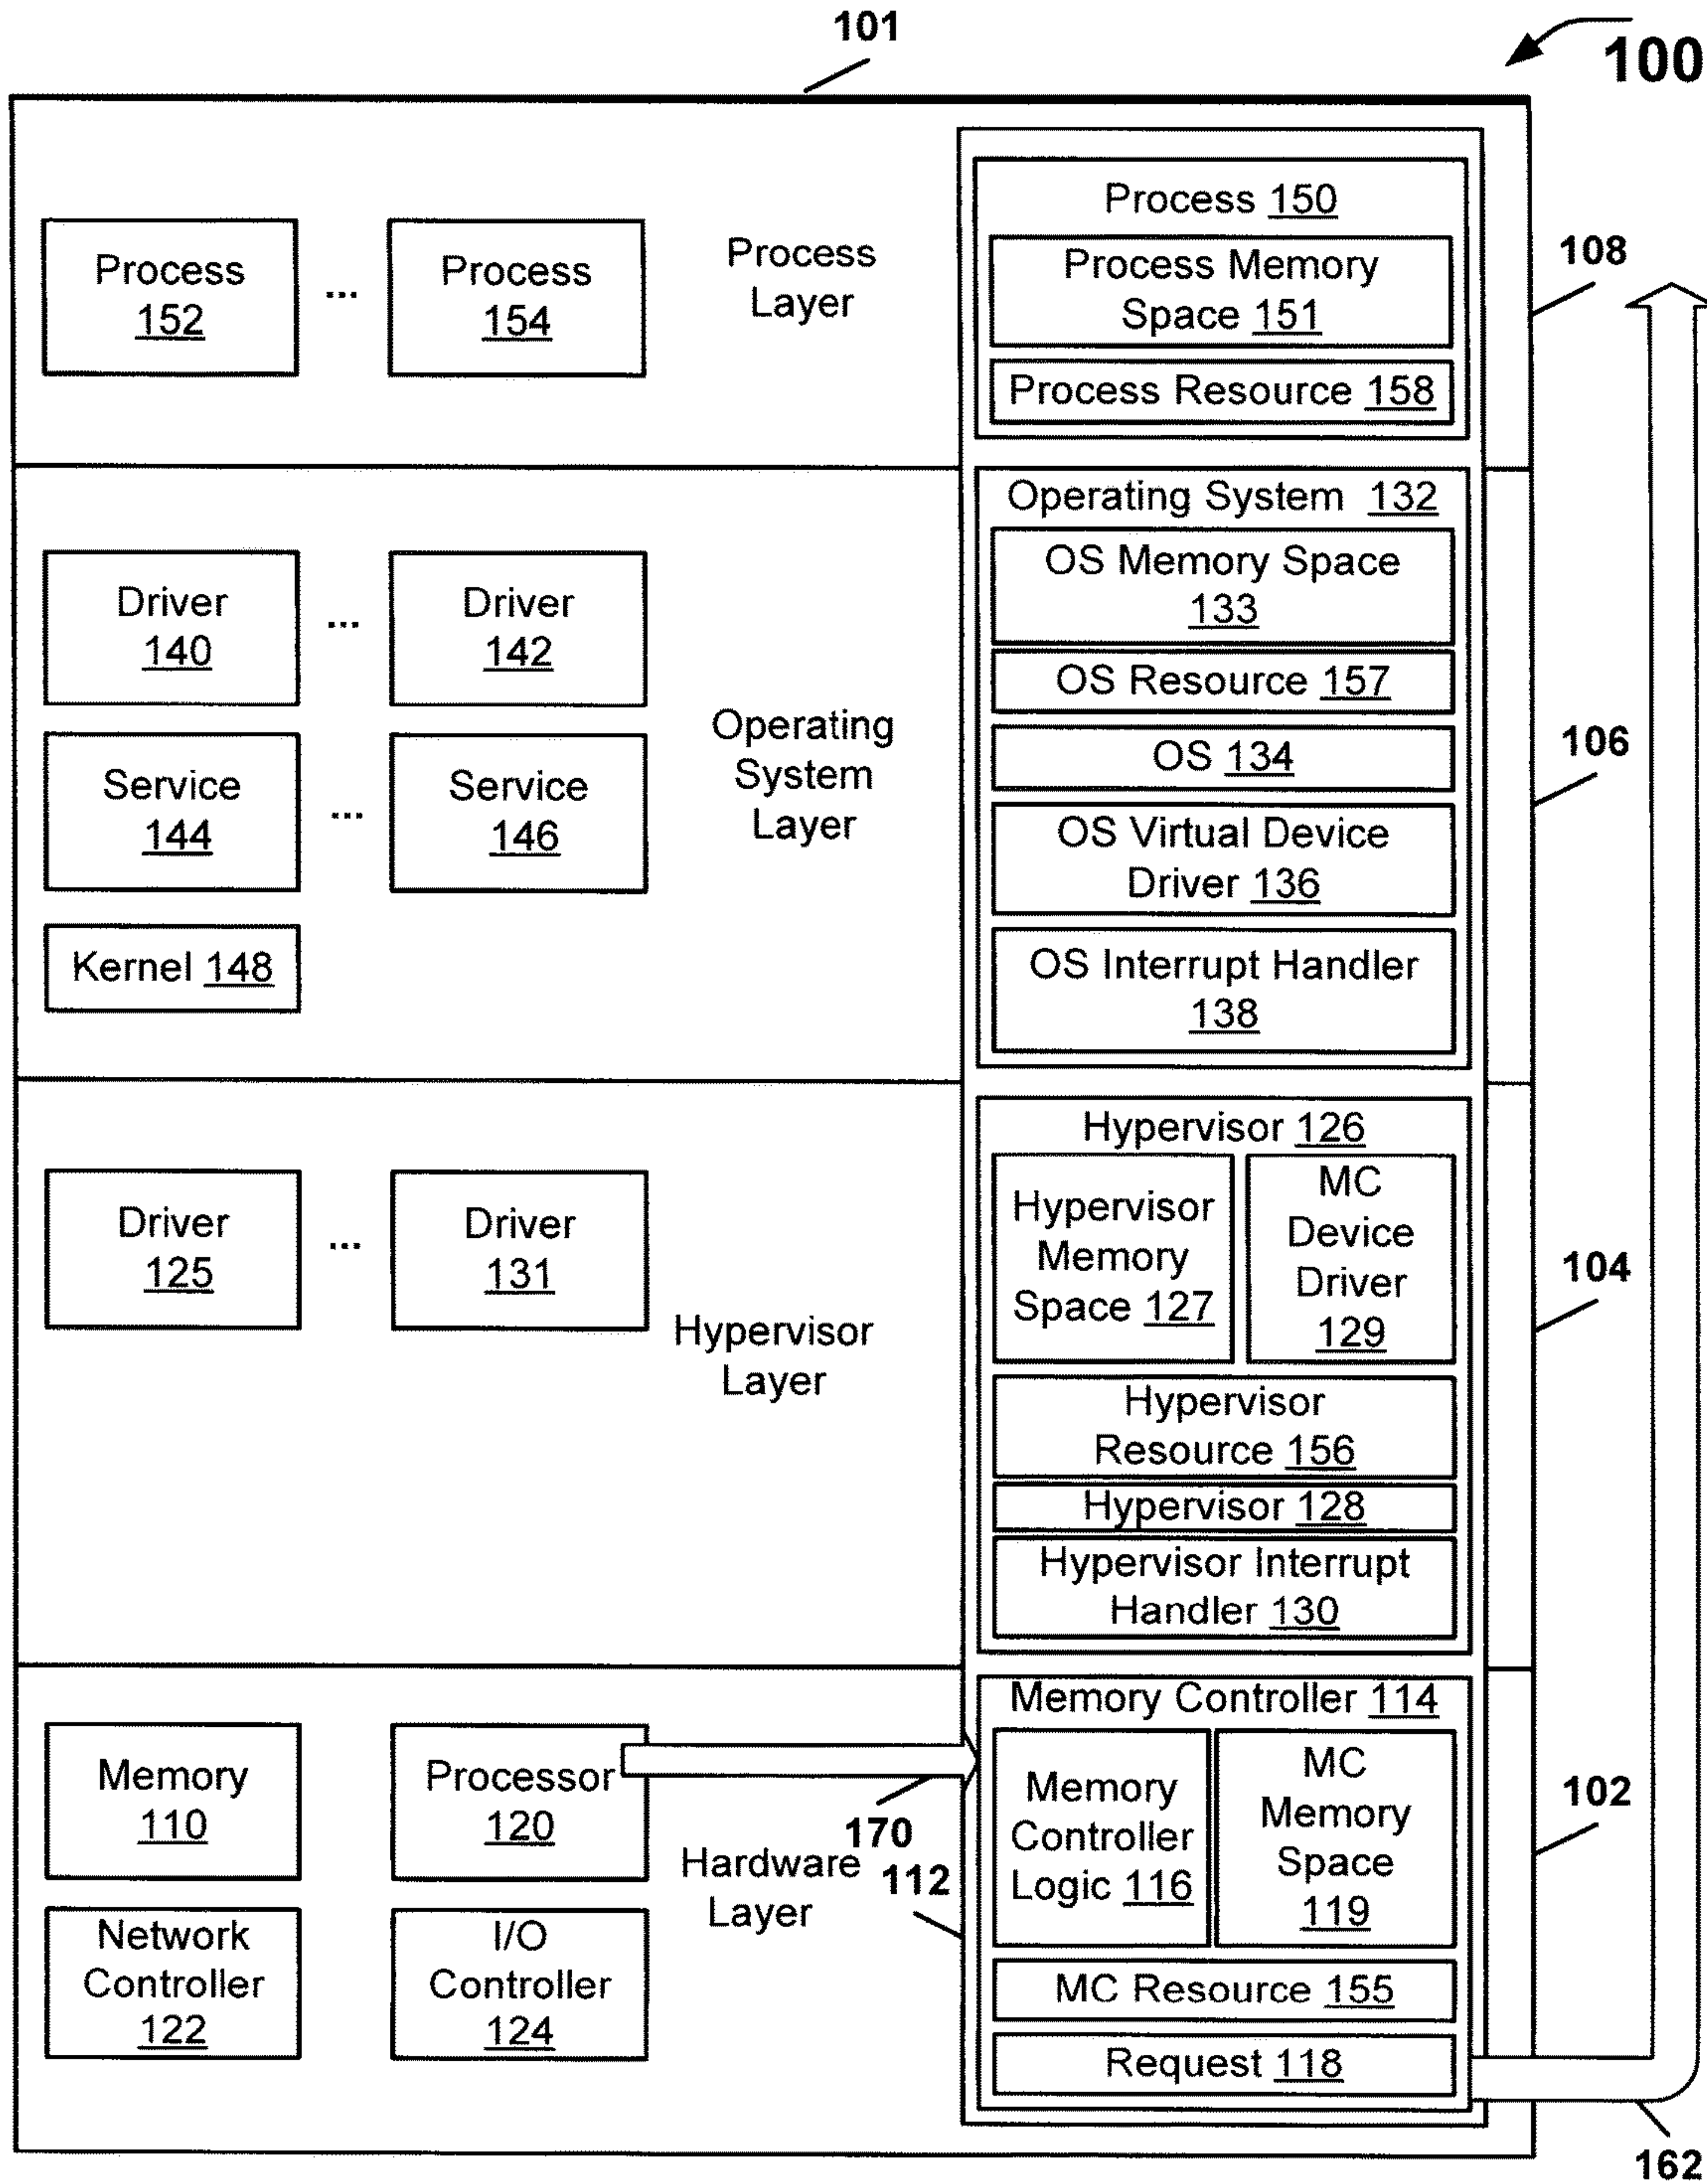 101
100
Process 150
Process Memory
Space 151
Process Resource 158
Process
152
...
Process
154
Process
Layer
108
Operating System 132
OS Memory Space
133
OS Resource 157
OS 134
OS Virtual Device
Driver 136
OS Interrupt Handler
138
Driver
140
...
Driver
142
Service
144
...
Service
146
Kernel 148
Operating
System
Layer
106
Hypervisor 126
Hypervisor
Memory
Space 127
MC
Device
Driver
129
Hypervisor
Resource 156
Hypervisor 128
Hypervisor Interrupt
Handler 130
Driver
125
...
Driver
131
Hypervisor
Layer
104
Memory Controller 114
Memory
Controller
Logic 116
MC
Memory
Space
119
MC Resource 155
Request 118
Memory
110
Processor
120
170
Hardware
Layer
112
Network
Controller
122
I/O
Controller
124
102
162